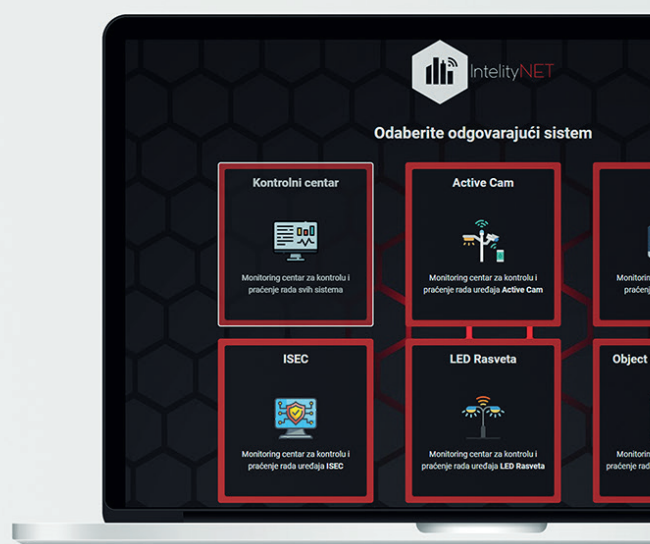 IntelityNET
Odaberite odgovarajući sistem
Kontrolni centar
Monitoring centar za kontrolu i
praćenje rada svih sistema
Active Cam
Monitoring centar za kontrolu i
praćenje rada uređaja Active Cam
ISEC
Monitoring centar za kontrolu i
praćenje rada uređaja ISEC
LED Rasveta
Monitoring centar za kontrolu i
praćenje rada uređaja LED Rasveta
Object
praćenje rada